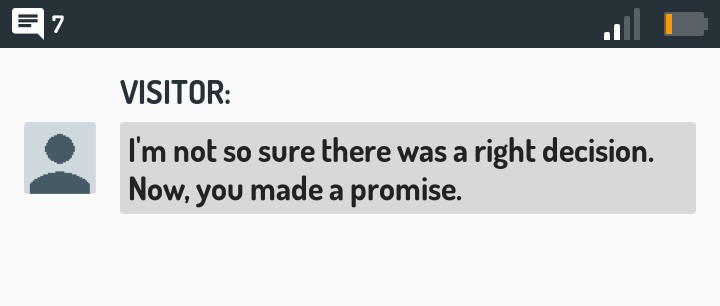 7
VISITOR:
I'm not so sure there was a right decision.
Now, you made a promise.